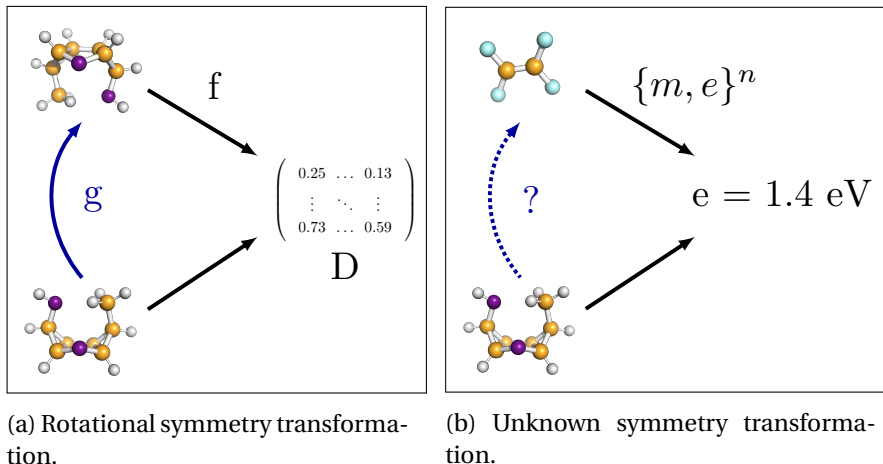 f
g
0.25 … 0.13
⋮ ⋱ ⋮
0.73 … 0.59
D
(a) Rotational symmetry transforma-
tion.
{m, e}ⁿ
?
e = 1.4 eV
(b) Unknown symmetry transforma-
tion.